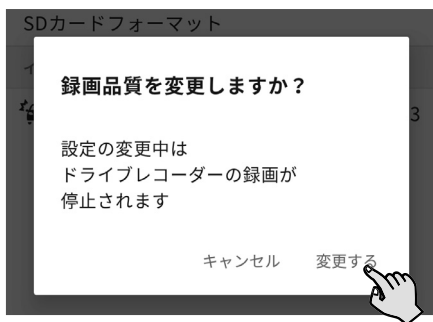 SDカードフォーマット
イ
録画品質を変更しますか？
3
設定の変更中は
ドライブレコーダーの録画が
停止されます
キャンセル 変更する